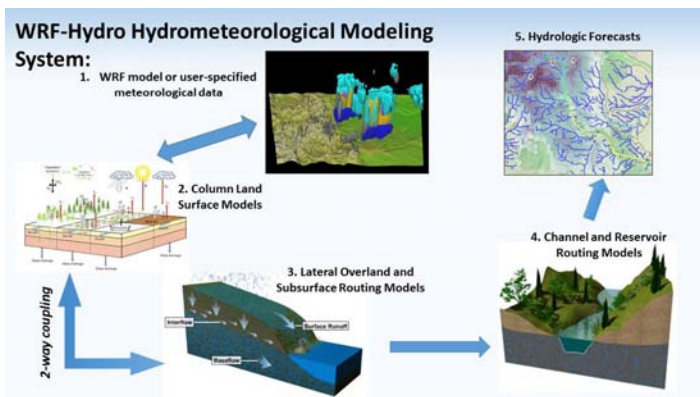 WRF-Hydro Hydrometeorological Modeling
System:
1. WRF model or user-specified
meteorological data
2. Column Land
Surface Models
2-way coupling
3. Lateral Overland and
Subsurface Routing Models
Interflow
Surface Runoff
Baseflow
4. Channel and Reservoir
Routing Models
5. Hydrologic Forecasts